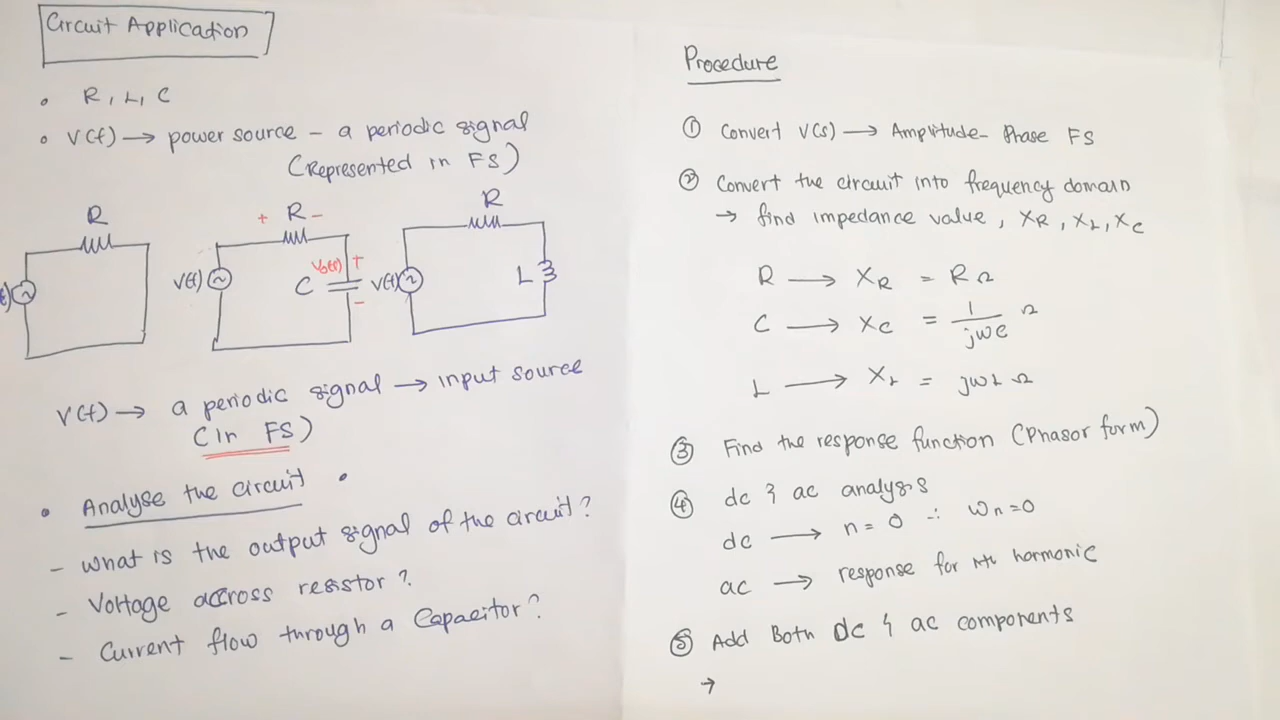 Circuit Application
• R, L, C
• V(t) → power source - a periodic signal
(Represented in FS)
R
R
R
+ -
V(t)
C
V0(t)
+
-
V(t)
L
V(t) → a periodic signal → input source
(in FS)
• Analyse the circuit •
- What is the output signal of the circuit?
- Voltage across resistor?
- Current flow through a Capacitor?
Procedure
① Convert V(s) → Amplitude-Phase FS
② Convert the circuit into frequency domain
→ find impedance value, XR, XL, XC
R → XR = R Ω
C → XC = 1/jωC Ω
L → XL = jωL Ω
③ Find the response function (Phasor form)
④ dc & ac analysis
dc → n = 0 ∴ ωn = 0
ac → response for nth harmonic
⑤ Add Both dc & ac components
→